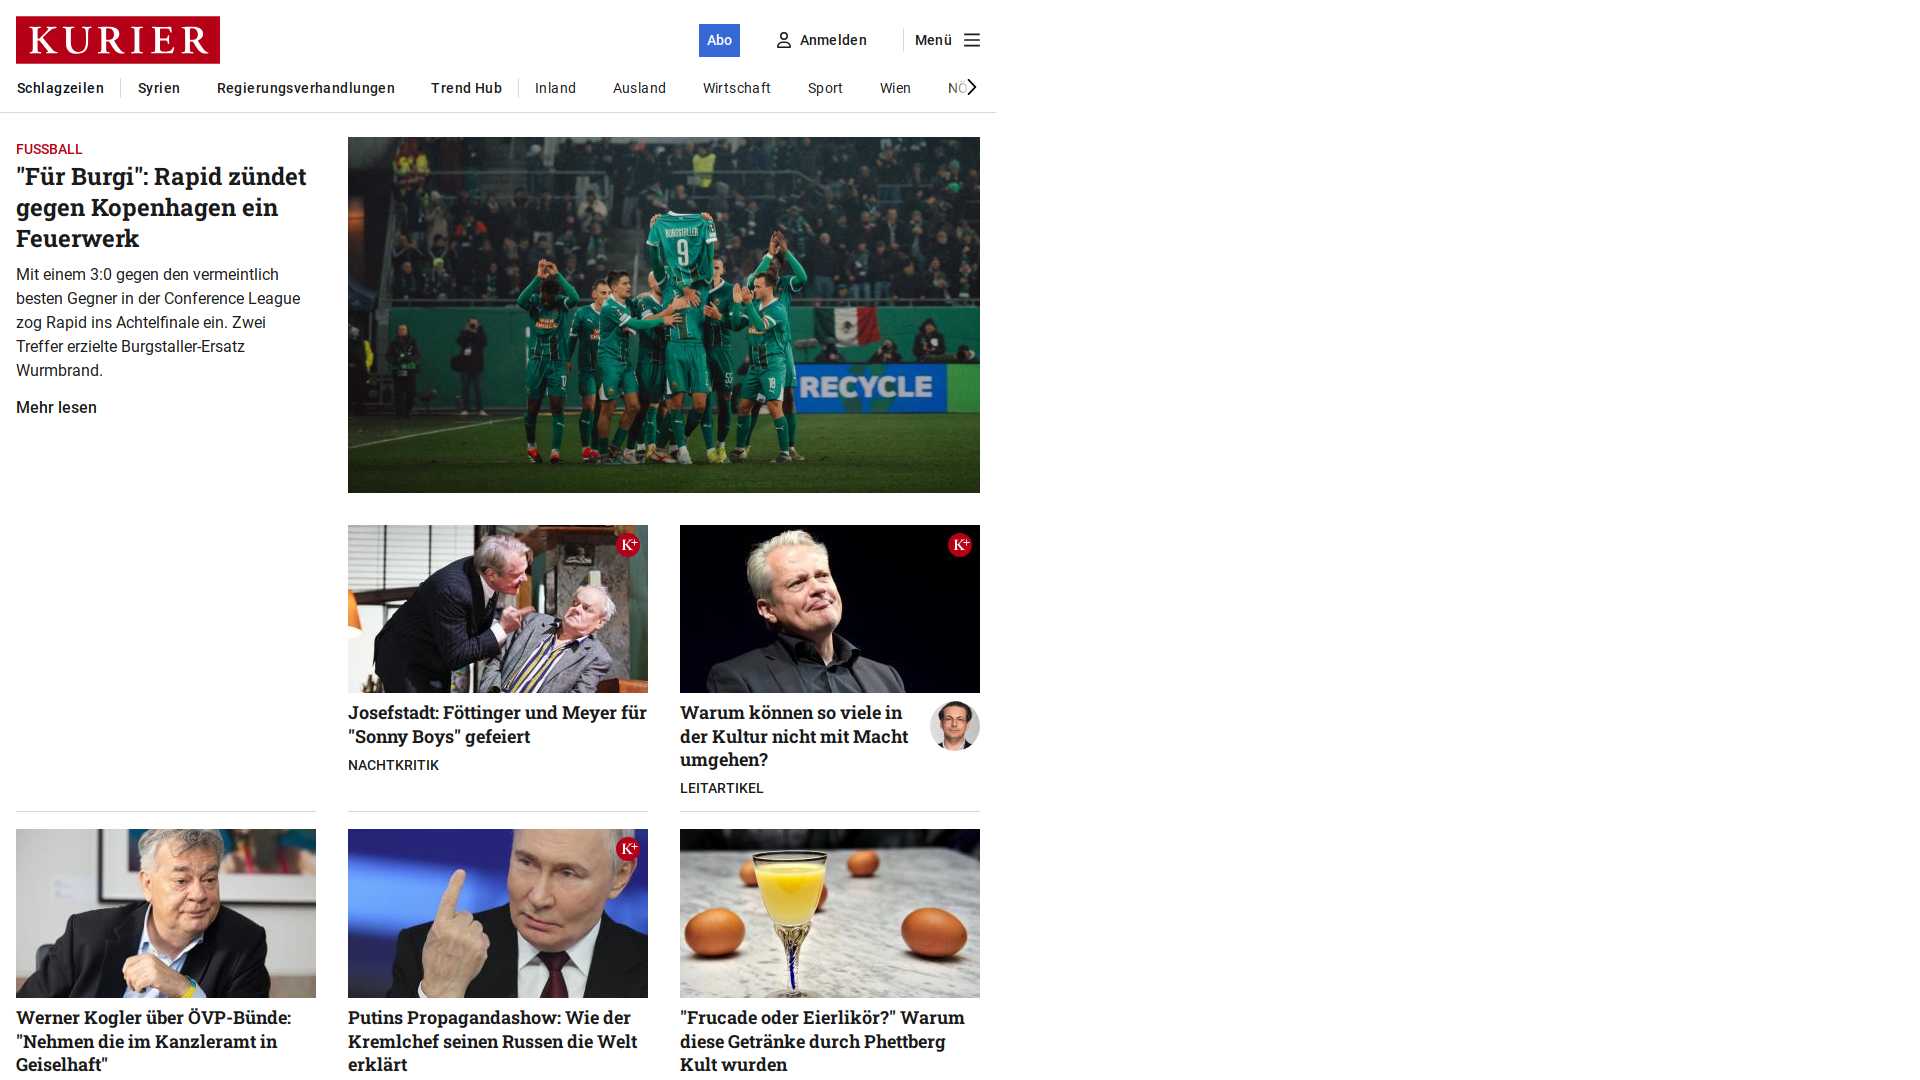 KURIER
Abo
Anmelden
Menü
Schlagzeilen
Syrien
Regierungsverhandlungen
Trend Hub
Inland
Ausland
Wirtschaft
Sport
Wien
NÖ
FUSSBALL
"Für Burgi": Rapid zündet
gegen Kopenhagen ein
Feuerwerk
Mit einem 3:0 gegen den vermeintlich
besten Gegner in der Conference League
zog Rapid ins Achtelfinale ein. Zwei
Treffer erzielte Burgstaller-Ersatz
Wurmbrand.
Mehr lesen
BURGSTALLER
9
18
RECYCLE
K+
K+
Josefstadt: Föttinger und Meyer für
"Sonny Boys" gefeiert
NACHTKRITIK
Warum können so viele in
der Kultur nicht mit Macht
umgehen?
LEITARTIKEL
K+
Werner Kogler über ÖVP-Bünde:
"Nehmen die im Kanzleramt in
Geiselhaft"
Putins Propagandashow: Wie der
Kremlchef seinen Russen die Welt
erklärt
"Frucade oder Eierlikör?" Warum
diese Getränke durch Phettberg
Kult wurden